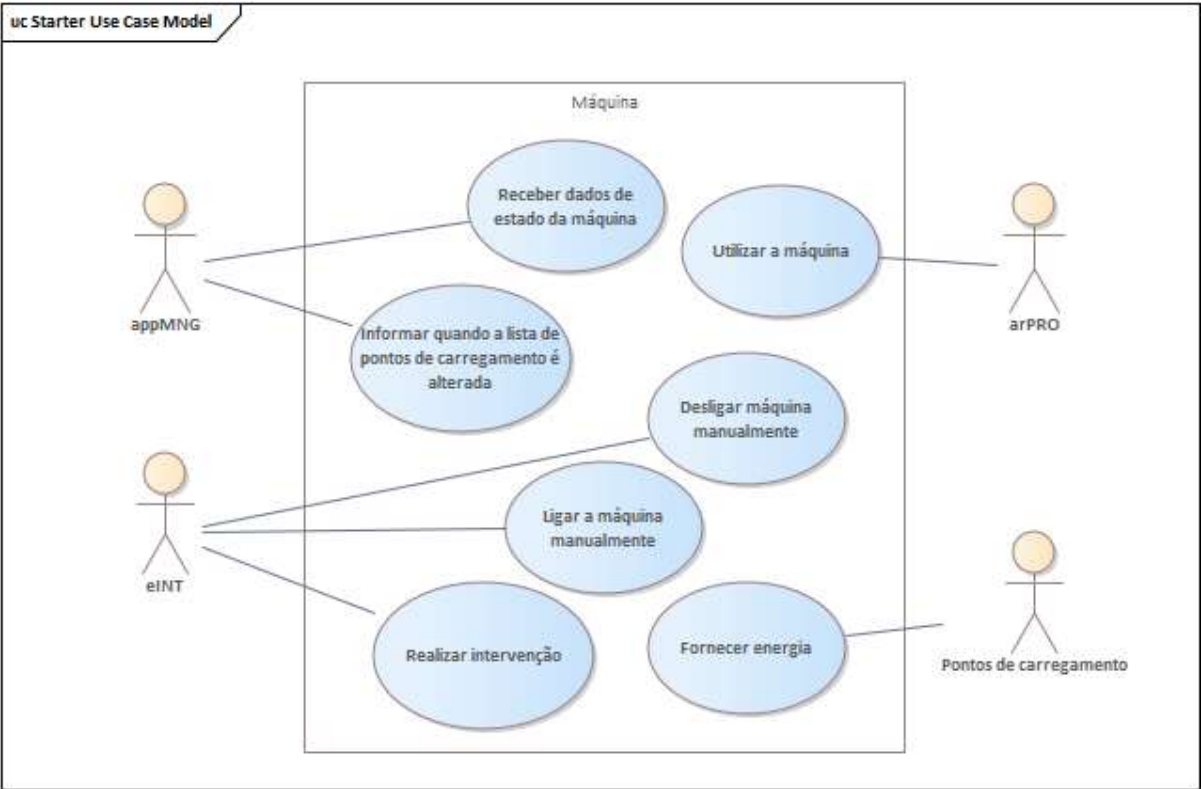 uc Starter Use Case Model
Máquina
Receber dados de
estado da máquina
Utilizar a máquina
appMNG
arPRO
Informar quando a lista de
pontos de carregamento é
alterada
Desligar máquina
manualmente
Ligar a máquina
manualmente
eINT
Realizar intervenção
Fornecer energia
Pontos de carregamento